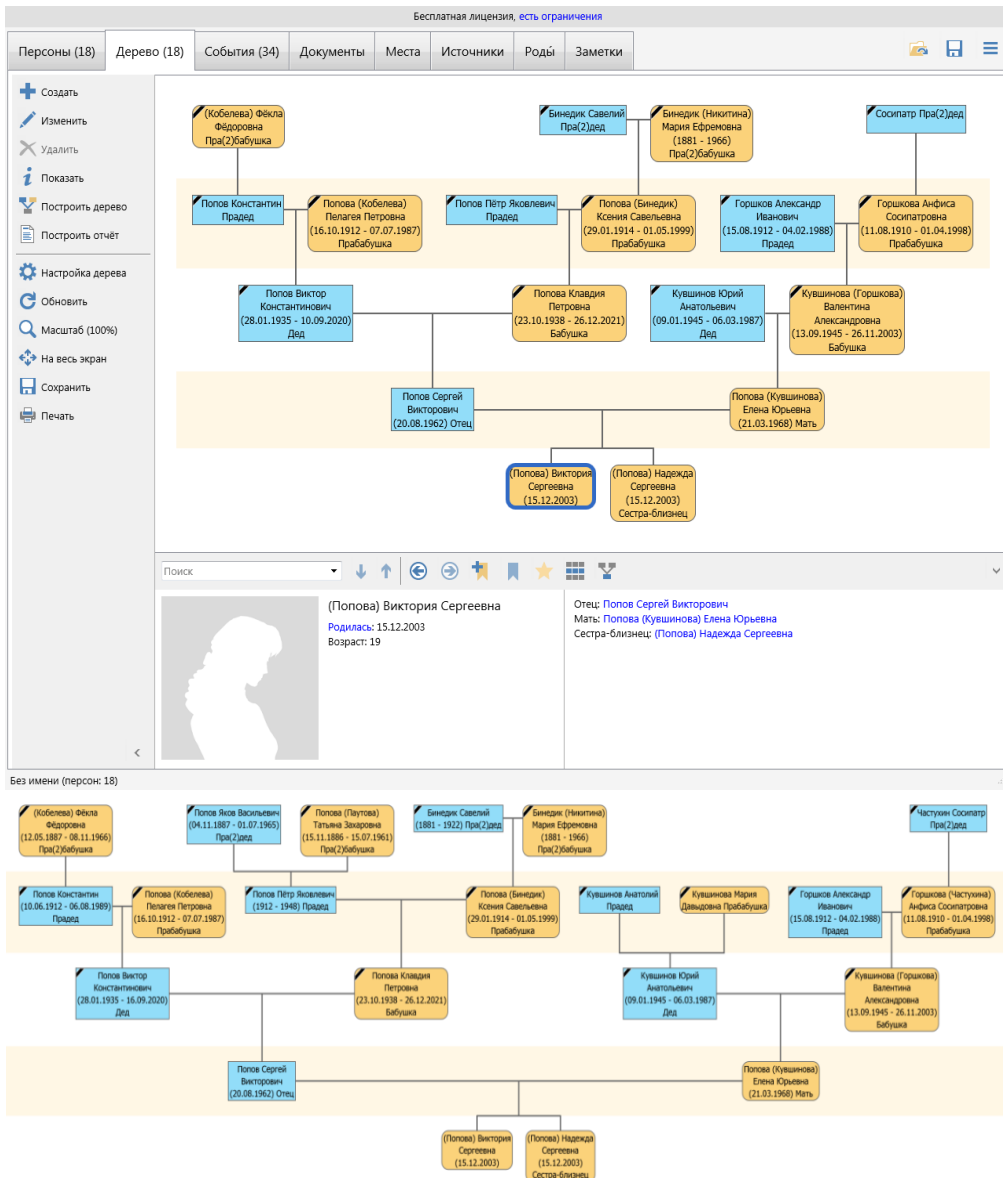 Бесплатная лицензия, есть ограничения
Персоны (18)
Дерево (18)
События (34)
Документы
Места
Источники
Роды́
Заметки
Создать
Изменить
Удалить
Показать
Построить дерево
Построить отчёт
Настройка дерева
Обновить
Масштаб (100%)
На весь экран
Сохранить
Печать
(Кобелева) Фёкла
Фёдоровна
Пра(2)бабушка
Бинедик Савелий
Пра(2)дед
Бинедик (Никитина)
Мария Ефремовна
(1881 - 1966)
Пра(2)бабушка
Сосипатр Пра(2)дед
Попов Константин
Прадед
Попова (Кобелева)
Пелагея Петровна
(16.10.1912 - 07.07.1987)
Прабабушка
Попов Пётр Яковлевич
Прадед
Попова (Бинедик)
Ксения Савельевна
(29.01.1914 - 01.05.1999)
Прабабушка
Горшков Александр
Иванович
(15.08.1912 - 04.02.1988)
Прадед
Горшкова Анфиса
Сосипатровна
(11.08.1910 - 01.04.1998)
Прабабушка
Попов Виктор
Константинович
(28.01.1935 - 10.09.2020)
Дед
Попова Клавдия
Петровна
(23.10.1938 - 26.12.2021)
Бабушка
Кувшинов Юрий
Анатольевич
(09.01.1945 - 06.03.1987)
Дед
Кувшинова (Горшкова)
Валентина
Александровна
(13.09.1945 - 26.11.2003)
Бабушка
Попов Сергей
Викторович
(20.08.1962) Отец
Попова (Кувшинова)
Елена Юрьевна
(21.03.1968) Мать
(Попова) Виктория
Сергеевна
(15.12.2003)
(Попова) Надежда
Сергеевна
(15.12.2003)
Сестра-близнец
Поиск
(Попова) Виктория Сергеевна
Родилась: 15.12.2003
Возраст: 19
Отец: Попов Сергей Викторович
Мать: Попова (Кувшинова) Елена Юрьевна
Сестра-близнец: (Попова) Надежда Сергеевна
Без имени (персон: 18)
(Кобелева) Фёкла
Фёдоровна
(12.05.1887 - 08.11.1966)
Пра(2)бабушка
Попов Яков Васильевич
(04.11.1887 - 01.07.1965)
Пра(2)дед
Попова (Паутова)
Татьяна Захаровна
(15.11.1886 - 15.07.1961)
Пра(2)бабушка
Бинедик Савелий
(1881 - 1922) Пра(2)дед
Бинедик (Никитина)
Мария Ефремовна
(1881 - 1966)
Пра(2)бабушка
Частухин Сосипатр
Пра(2)дед
Попов Константин
(10.06.1912 - 06.08.1989)
Прадед
Попова (Кобелева)
Пелагея Петровна
(16.10.1912 - 07.07.1987)
Прабабушка
Попов Пётр Яковлевич
(1912 - 1948) Прадед
Попова (Бинедик)
Ксения Савельевна
(29.01.1914 - 01.05.1999)
Прабабушка
Кувшинов Анатолий
Прадед
Кувшинова Мария
Давыдовна Прабабушка
Горшков Александр
Иванович
(15.08.1912 - 04.02.1988)
Прадед
Горшкова (Частухина)
Анфиса Сосипатровна
(11.08.1910 - 01.04.1998)
Прабабушка
Попов Виктор
Константинович
(28.01.1935 - 16.09.2020)
Дед
Попова Клавдия
Петровна
(23.10.1938 - 26.12.2021)
Бабушка
Кувшинов Юрий
Анатольевич
(09.01.1945 - 06.03.1987)
Дед
Кувшинова (Горшкова)
Валентина
Александровна
(13.09.1945 - 26.11.2003)
Бабушка
Попов Сергей
Викторович
(20.08.1962) Отец
Попова (Кувшинова)
Елена Юрьевна
(21.03.1968) Мать
(Попова) Виктория
Сергеевна
(15.12.2003)
(Попова) Надежда
Сергеевна
(15.12.2003)
Сестра-близнец